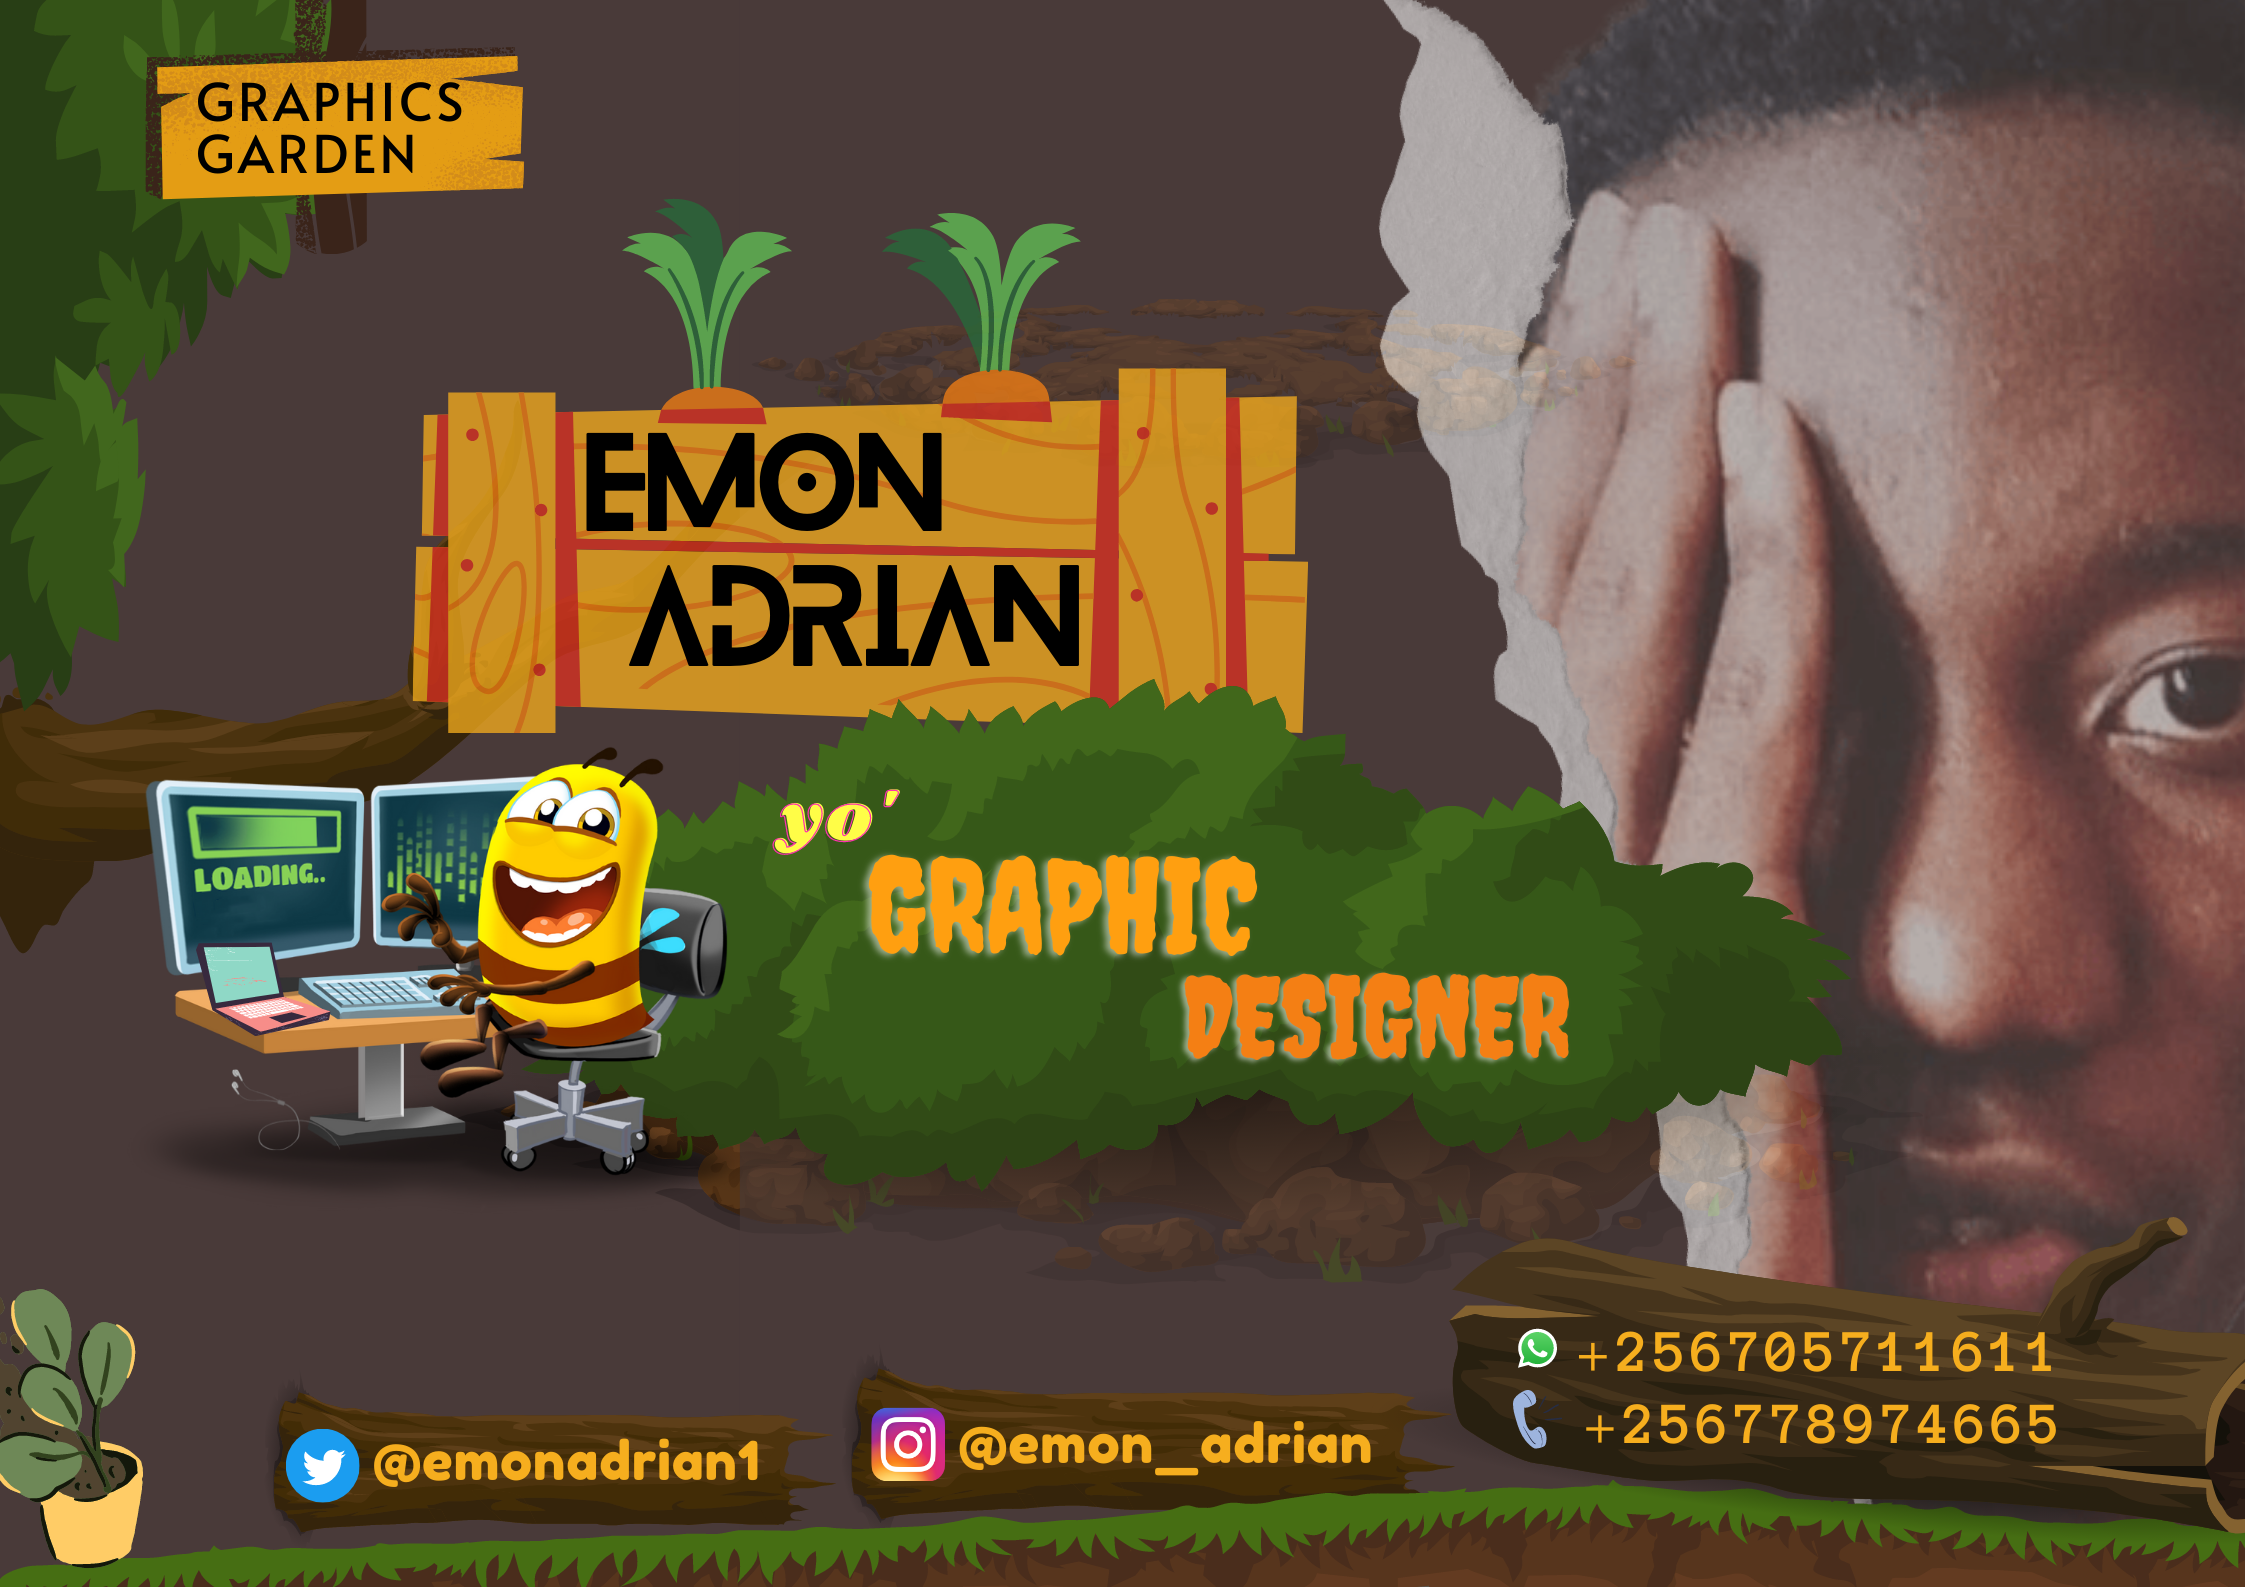 GRAPHICS
GARDEN
EMON
ADRIAN
yo'
GRAPHIC
DESIGNER
LOADING..
@emonadrian1
@emon_adrian
+256705711611
+256778974665